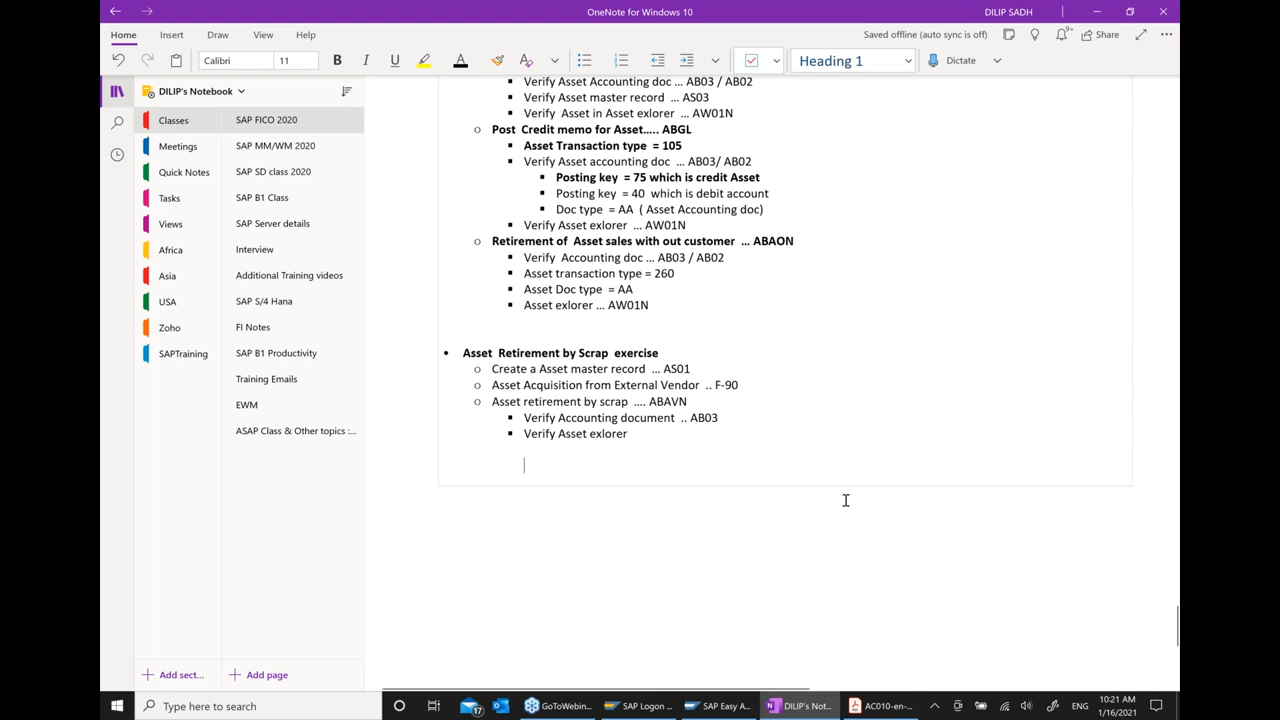 OneNote for Windows 10
DILIP SADH
Home
Insert
Draw
View
Help
Saved offline (auto sync is off)
Share
Calibri
11
B
I
U
A
Heading 1
Dictate
DILIP's Notebook
Classes
Meetings
Quick Notes
Tasks
Views
Africa
Asia
USA
Zoho
SAPTraining
SAP FICO 2020
SAP MM/WM 2020
SAP SD class 2020
SAP B1 Class
SAP Server details
Interview
Additional Training videos
SAP S/4 Hana
FI Notes
SAP B1 Productivity
Training Emails
EWM
ASAP Class & Other topics :...
Add sect...
Add page
Verify Asset Accounting doc ... AB03 / AB02
Verify Asset master record ... AS03
Verify Asset in Asset exlorer ... AW01N
Post Credit memo for Asset..... ABGL
Asset Transaction type = 105
Verify Asset accounting doc ... AB03/ AB02
Posting key = 75 which is credit Asset
Posting key = 40 which is debit account
Doc type = AA ( Asset Accounting doc)
Verify Asset exlorer ... AW01N
Retirement of Asset sales with out customer ... ABAON
Verify Accounting doc ... AB03 / AB02
Asset transaction type = 260
Asset Doc type = AA
Asset exlorer ... AW01N
Asset Retirement by Scrap exercise
Create a Asset master record ... AS01
Asset Acquisition from External Vendor .. F-90
Asset retirement by scrap .... ABAVN
Verify Accounting document .. AB03
Verify Asset exlorer
Type here to search
17
GoToWebin...
SAP Logon ...
SAP Easy A...
DILIP's Not...
AC010-en-...
ENG
10:21 AM
1/16/2021